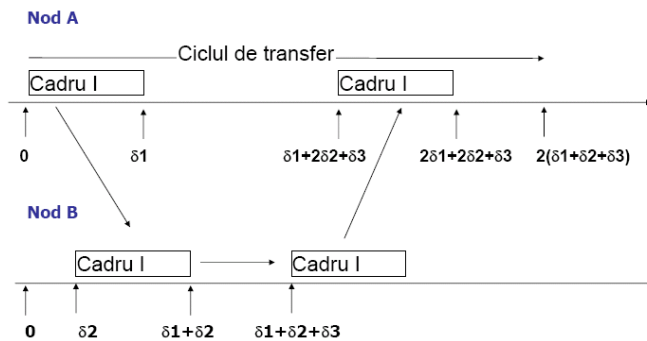 Nod A
Ciclul de transfer
Cadru I Cadru I
0 δ1 δ1+2δ2+δ3 2δ1+2δ2+δ3 2(δ1+δ2+δ3)
Nod B
Cadru I Cadru I
0 δ2 δ1+δ2 δ1+δ2+δ3